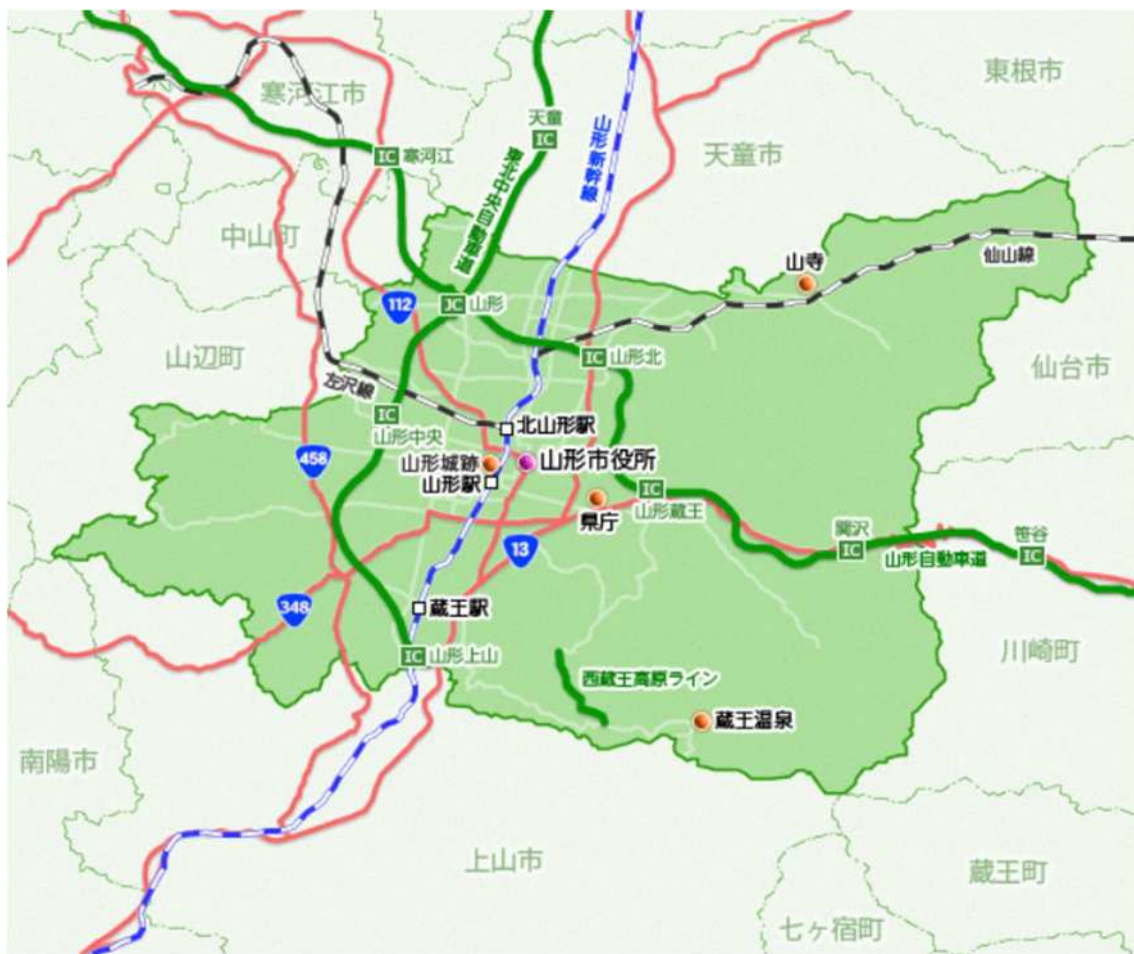 東根市
寒河江市
天童
IC
山形新幹線
東北中央自動車道
天童市
IC 寒河江
中山町
山寺
仙山線
112
JC 山形
山辺町
IC 山形北
仙台市
左沢線
IC
山形中央
北山形駅
458
山形城跡
山形市役所
山形駅
IC
山形蔵王
県庁
関沢
IC
笹谷
IC
山形自動車道
13
348
蔵王駅
川崎町
IC 山形上山
西蔵王高原ライン
蔵王温泉
南陽市
上山市
蔵王町
七ヶ宿町